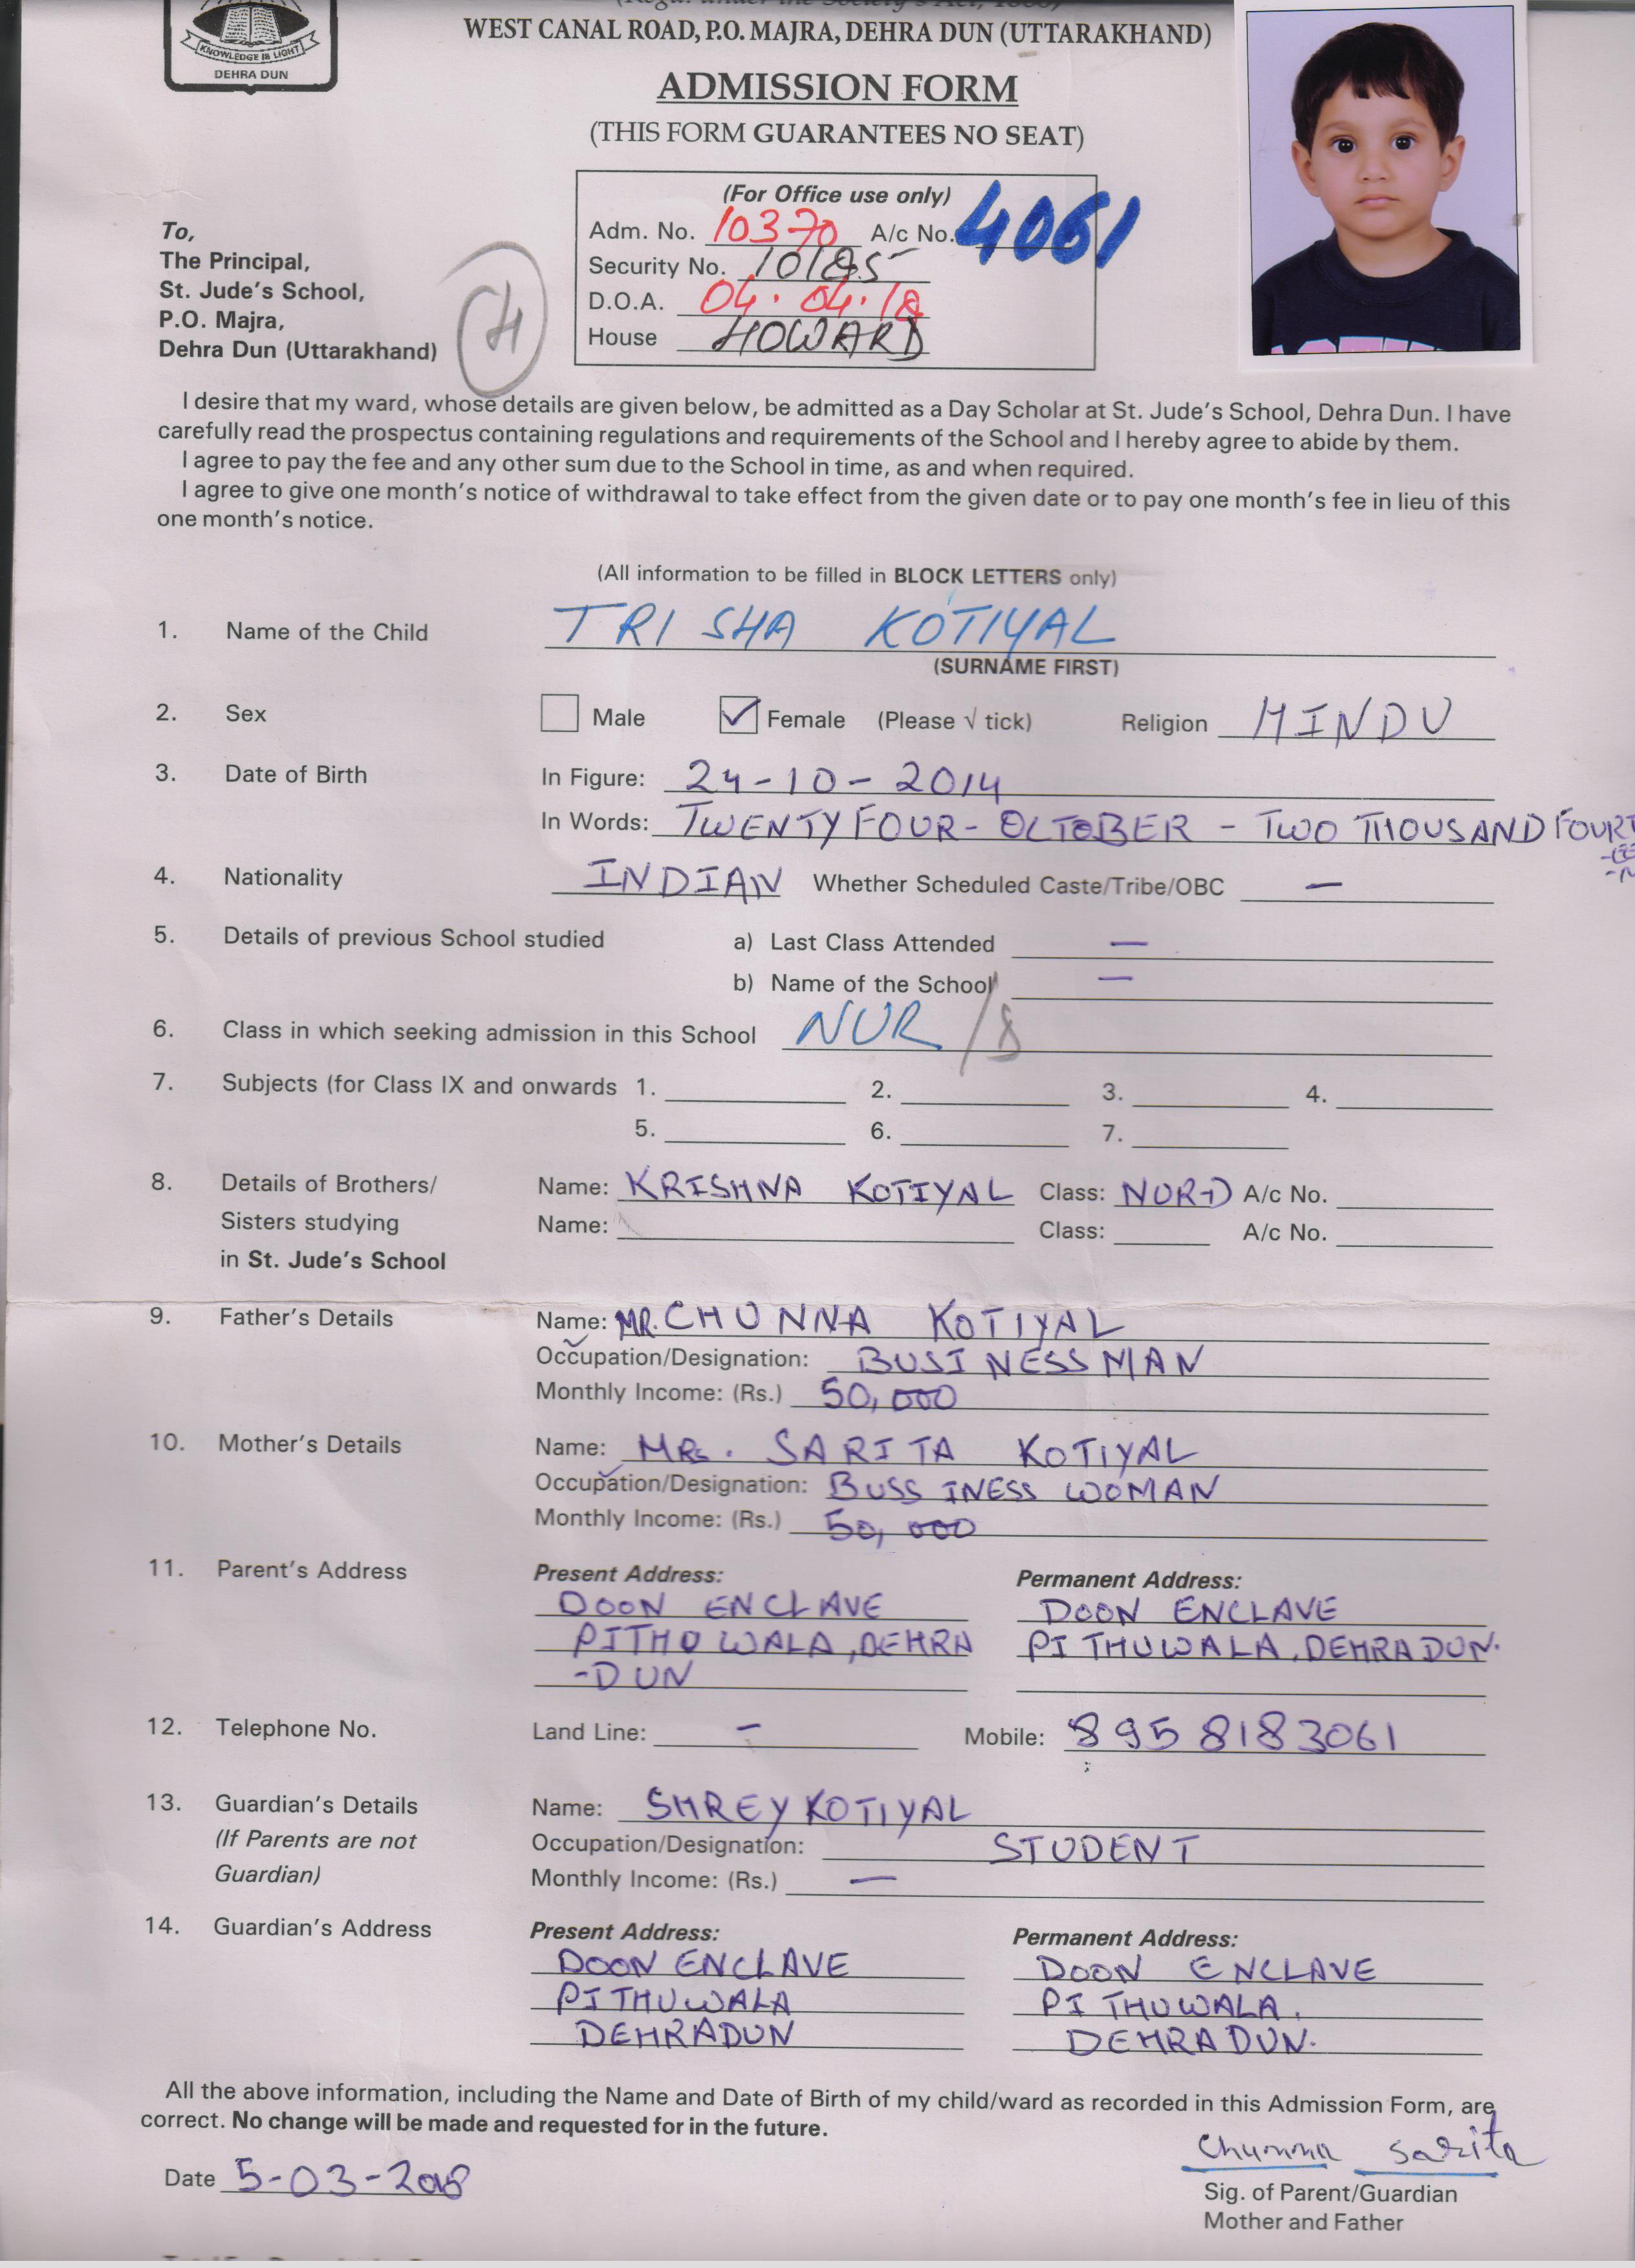 KNOWLEDGE IS LIGHT
DEHRA DUN
(Regd. under the Society's Act, 1860)
WEST CANAL ROAD, P.O. MAJRA, DEHRA DUN (UTTARAKHAND)
ADMISSION FORM
(THIS FORM GUARANTEES NO SEAT)
(For Office use only)
Adm. No. 10370 A/c No. 4061
Security No. 10185
D.O.A. 04.04.18
House HOWARD
To,
The Principal,
St. Jude's School,
P.O. Majra,
Dehra Dun (Uttarakhand)
H
I desire that my ward, whose details are given below, be admitted as a Day Scholar at St. Jude's School, Dehra Dun. I have
carefully read the prospectus containing regulations and requirements of the School and I hereby agree to abide by them.
I agree to pay the fee and any other sum due to the School in time, as and when required.
I agree to give one month's notice of withdrawal to take effect from the given date or to pay one month's fee in lieu of this
one month's notice.
(All information to be filled in BLOCK LETTERS only)
1. Name of the Child TRISHA KOTIYAL
(SURNAME FIRST)
2. Sex Male Female (Please √ tick) Religion HINDU
3. Date of Birth In Figure: 24-10-2014
In Words: TWENTY FOUR - OCTOBER - TWO THOUSAND FOURT
4. Nationality INDIAN Whether Scheduled Caste/Tribe/OBC —
5. Details of previous School studied a) Last Class Attended —
b) Name of the School —
6. Class in which seeking admission in this School NUR /
7. Subjects (for Class IX and onwards 1. 2. 3. 4.
5. 6. 7.
8. Details of Brothers/ Name: KRISHNA KOTIYAL Class: NUR-D A/c No.
Sisters studying Name: Class: A/c No.
in St. Jude's School
9. Father's Details Name: MR. CHUNNA KOTIYAL
Occupation/Designation: BUSINESSMAN
Monthly Income: (Rs.) 50,000
10. Mother's Details Name: MRs. SARITA KOTIYAL
Occupation/Designation: BUSSINESS WOMAN
Monthly Income: (Rs.) 50,000
11. Parent's Address Present Address: Permanent Address:
DOON ENCLAVE DOON ENCLAVE
PITHUWALA, DEHRA PITHUWALA, DEHRADUN.
-DUN
12. Telephone No. Land Line: — Mobile: 8958183061
13. Guardian's Details Name: SHREY KOTIYAL
(If Parents are not Occupation/Designation: STUDENT
Guardian) Monthly Income: (Rs.) —
14. Guardian's Address Present Address: Permanent Address:
DOON ENCLAVE DOON ENCLAVE
PITHUWALA PITHUWALA.
DEHRADUN DEHRADUN.
All the above information, including the Name and Date of Birth of my child/ward as recorded in this Admission Form, are
correct. No change will be made and requested for in the future.
Chunna Sarita
Date 5-03-2018
Sig. of Parent/Guardian
Mother and Father